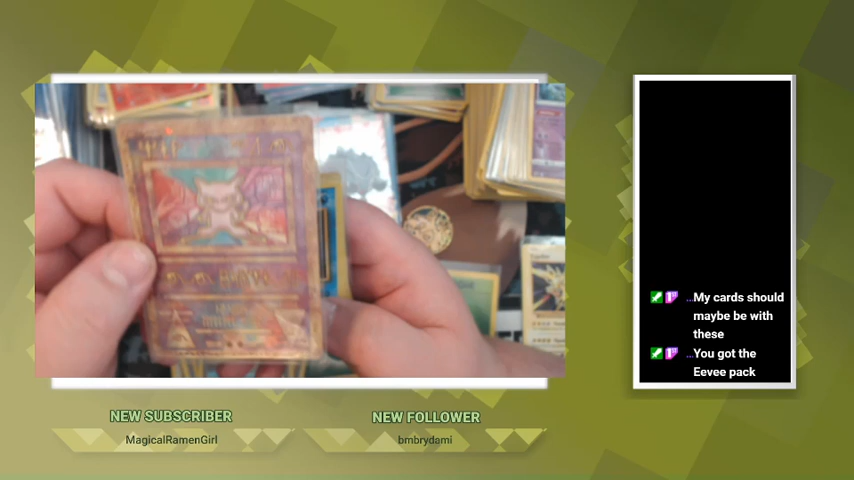 ...My cards should
maybe be with
these
...You got the
Eevee pack
NEW SUBSCRIBER
NEW FOLLOWER
MagicalRamenGirl
bmbrydami